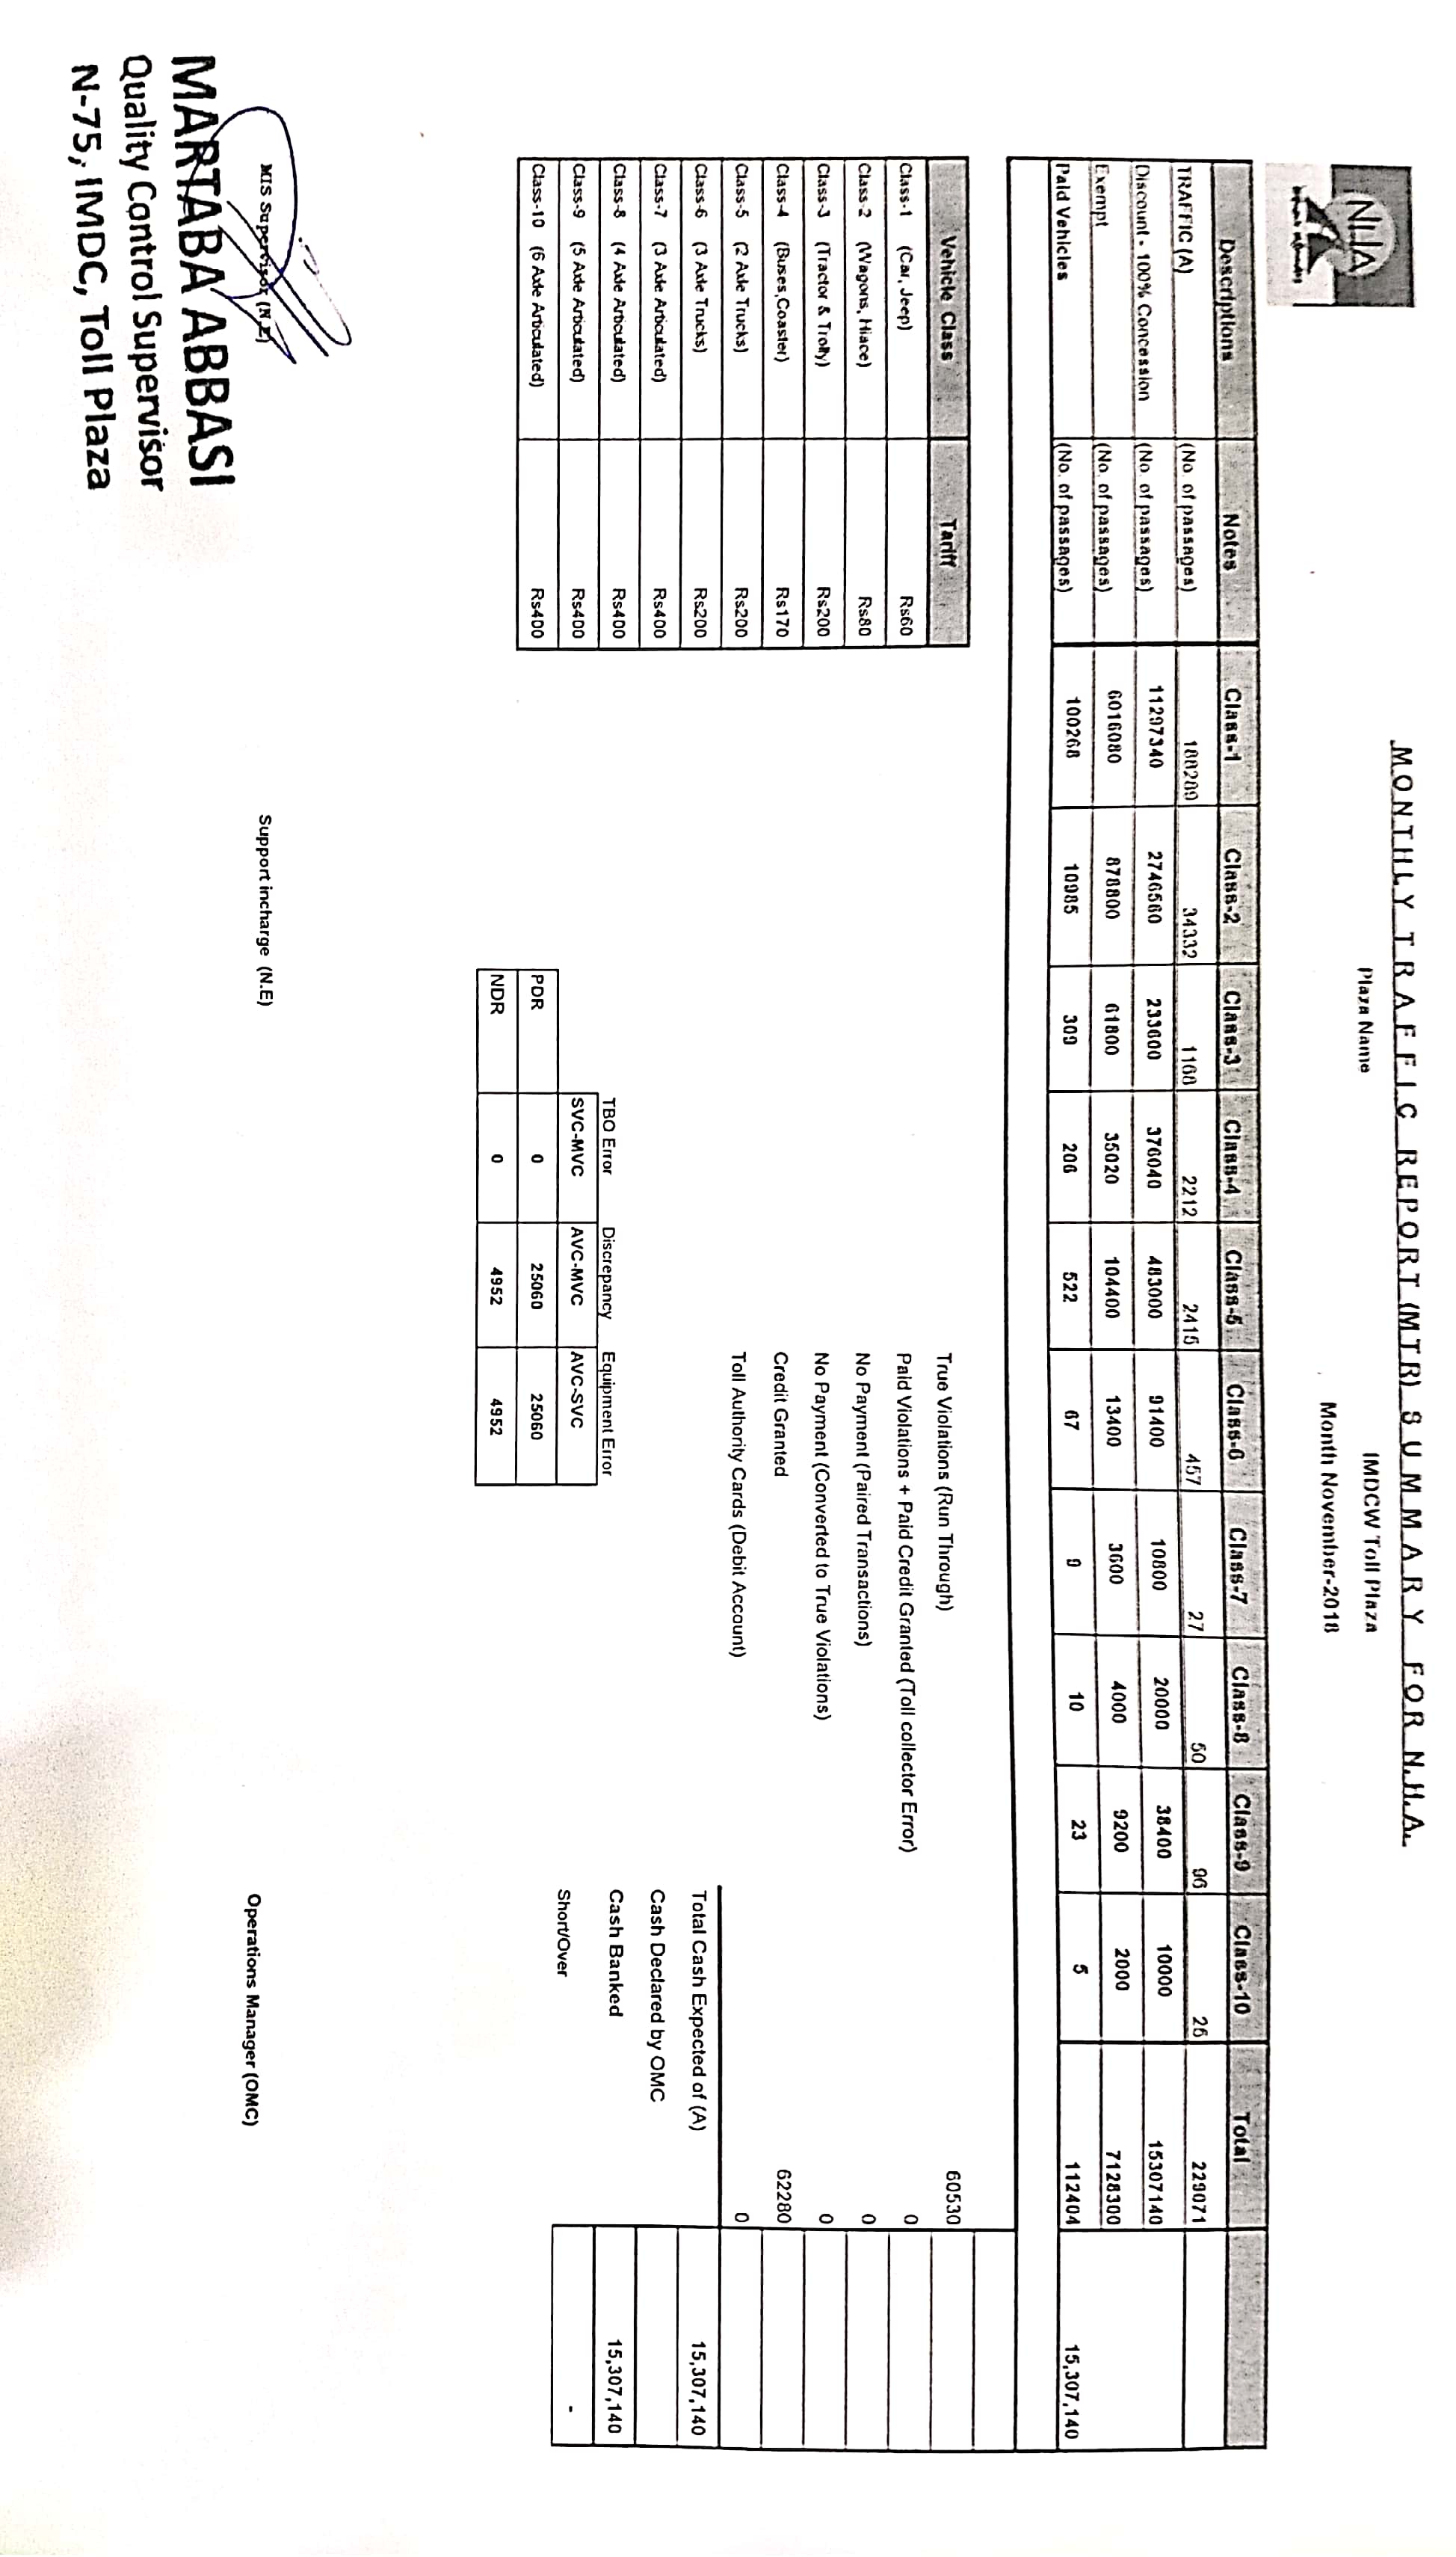 NHA
MONTHLY TRAFFIC REPORT (MTR) SUMMARY FOR N.H.A.
Plaza Name IMDCW Toll Plaza
Month November-2018
Descriptions Notes Class-1 Class-2 Class-3 Class-4 Class-5 Class-6 Class-7 Class-8 Class-9 Class-10 Total
TRAFFIC (A) (No. of passages) 188289 34332 1168 2212 2415 457 27 50 96 25 229071
Discount - 100% Concession (No. of passages) 11297340 2746560 233600 376040 483000 91400 10800 20000 38400 10000 15307140
Exempt (No. of passages) 6016080 878800 61800 35020 104400 13400 3600 4000 9200 2000 7128300
Paid Vehicles (No. of passages) 100268 10985 309 206 522 67 9 10 23 5 112404 15,307,140
Vehicle Class Tariff
Class-1 (Car, Jeep) Rs60
Class-2 (Wagons, Hiace) Rs80
Class-3 (Tractor & Trolly) Rs200
Class-4 (Buses,Coaster) Rs170
Class-5 (2 Axle Trucks) Rs200
Class-6 (3 Axle Trucks) Rs200
Class-7 (3 Axle Articulated) Rs400
Class-8 (4 Axle Articulated) Rs400
Class-9 (5 Axle Articulated) Rs400
Class-10 (6 Axle Articulated) Rs400
True Violations (Run Through) 60530
Paid Violations + Paid Credit Granted (Toll collector Error) 0
No Payment (Paired Transactions) 0
No Payment (Converted to True Violations) 0
Credit Granted 62280
Toll Authority Cards (Debit Account) 0
Total Cash Expected of (A) 15,307,140
Cash Declared by OMC
Cash Banked 15,307,140
Short/Over -
TBO Error Discrepancy Equipment Error
SVC-MVC AVC-MVC AVC-SVC
PDR 0 25060 25060
NDR 0 4952 4952
MIS Supervisor (N.E)
Support incharge (N.E)
Operations Manager (OMC)
MARTABA ABBASI
Quality Control Supervisor
N-75, IMDC, Toll Plaza